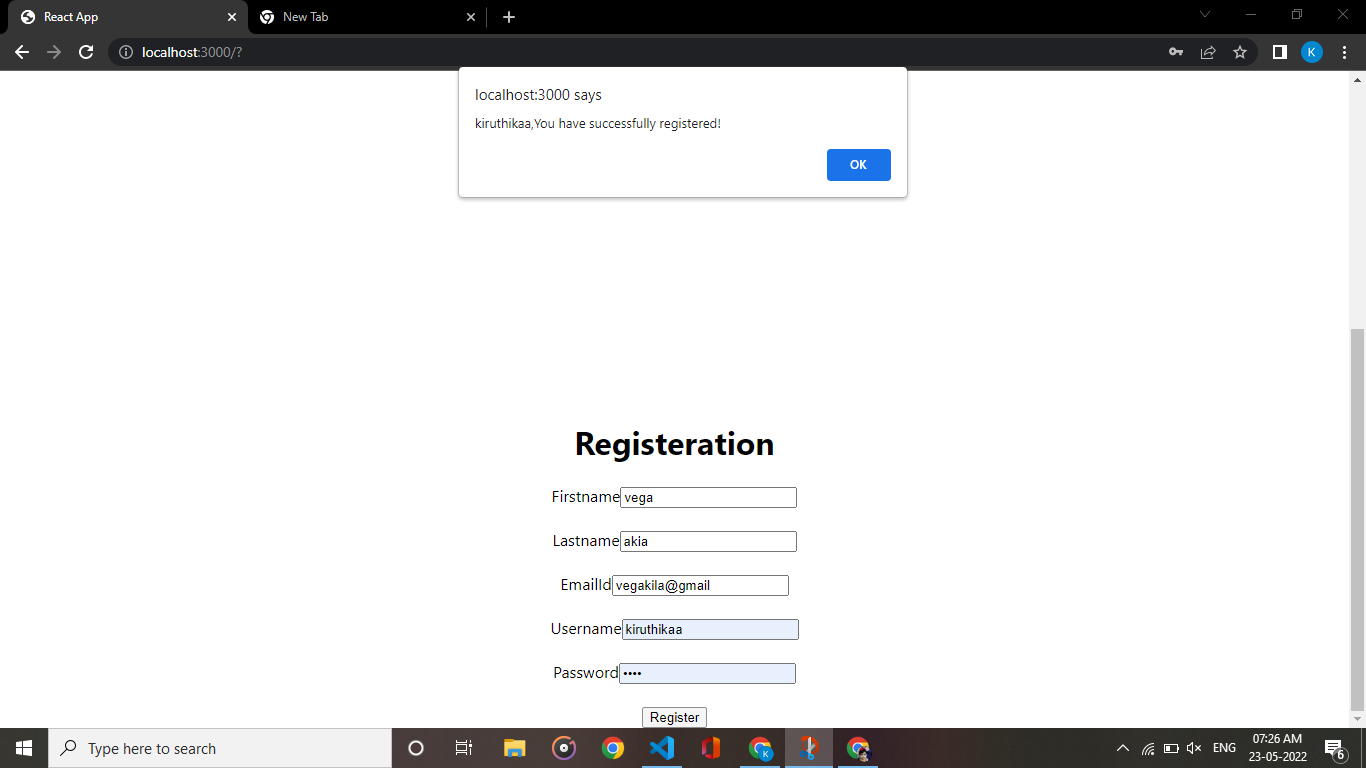 React App
New Tab
localhost:3000/?
K
localhost:3000 says
kiruthikaa,You have successfully registered!
OK
Registeration
Firstname vega
Lastname akia
EmailId vegakila@gmail
Username kiruthikaa
Password ••••
Register
Type here to search
K
ENG
07:26 AM
23-05-2022
6